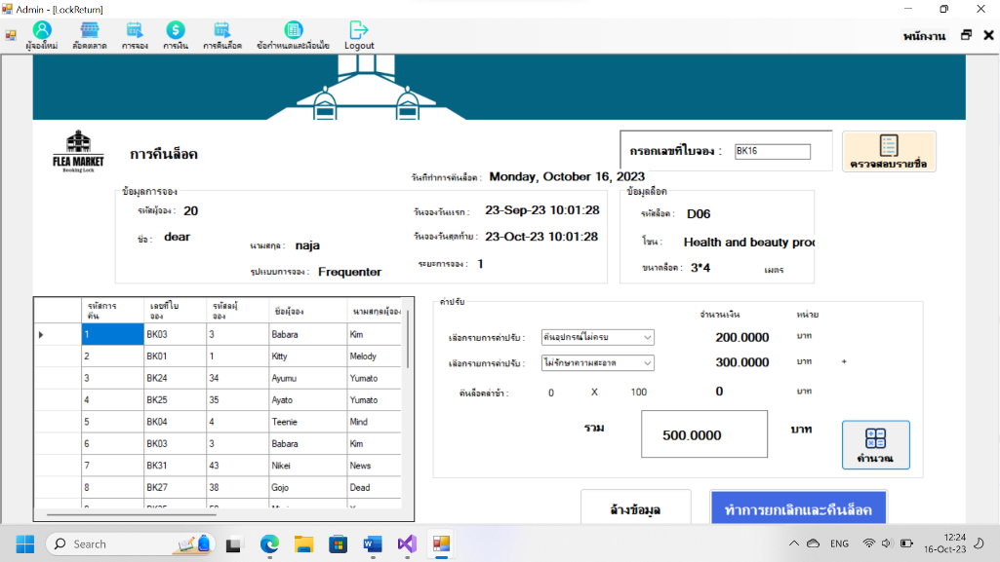 Admin - [LockReturn]
ผู้จองใหม่ ล็อคตลาด การจอง การเงิน การคืนล็อค ข้อกำหนดและเงื่อนไข Logout พนักงาน
FLEA MARKET
Booking Lock
การคืนล็อค
กรอกเลขที่ใบจอง : BK16
ตรวจสอบรายชื่อ
วันที่ทำการคืนล็อค : Monday, October 16, 2023
ข้อมูลการจอง
รหัสผู้จอง : 20
ชื่อ : dear
นามสกุล : naja
รูปแบบการจอง : Frequenter
วันจองวันแรก : 23-Sep-23 10:01:28
วันจองวันสุดท้าย : 23-Oct-23 10:01:28
ระยะการจอง : 1
ข้อมูลล็อค
รหัสล็อค : D06
โซน : Health and beauty pro
ขนาดล็อค : 3*4 เมตร
รหัสการคืน เลขที่ใบจอง รหัสผู้จอง ชื่อผู้จอง นามสกุลผู้จอง
1 BK03 3 Babara Kim
2 BK01 1 Kitty Melody
3 BK24 34 Ayumu Yumato
4 BK25 35 Ayato Yumato
5 BK04 4 Teenie Mind
6 BK03 3 Babara Kim
7 BK31 43 Nikei News
8 BK27 38 Gojo Dead
ค่าปรับ
จำนวนเงิน หน่วย
เลือกรายการค่าปรับ : คืนอุปกรณ์ไม่ครบ 200.0000 บาท
เลือกรายการค่าปรับ : ไม่รักษาความสะอาด 300.0000 บาท +
คืนล็อคล่าช้า : 0 X 100 0 บาท
รวม 500.0000 บาท
คำนวณ
ล้างข้อมูล
ทำการยกเลิกและคืนล็อค
Search
ENG
12:24
16-Oct-23